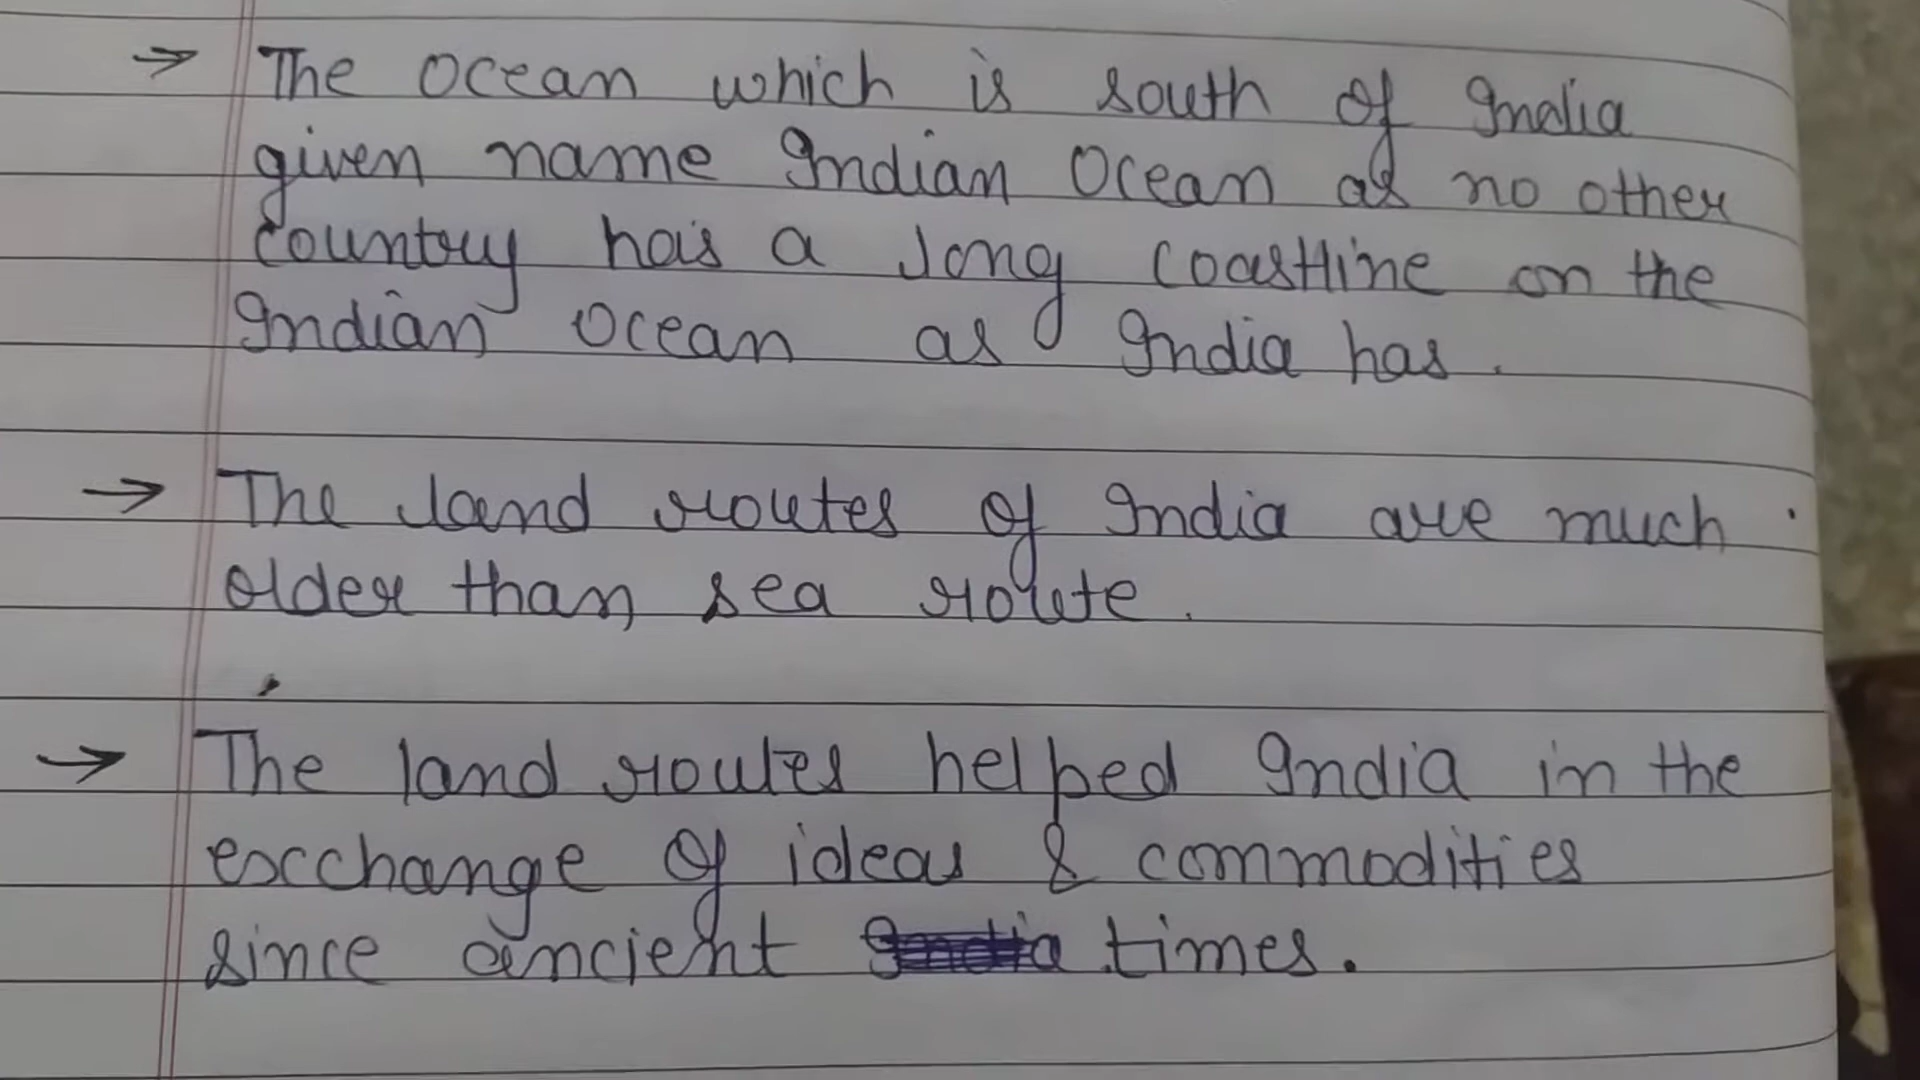 → The Ocean which is south of India
given name Indian Ocean as no other
country has a long coastline on the
Indian Ocean as India has.
→ The land routes of India are much
older than sea route.
→ The land routes helped India in the
exchange of ideas & commodities
since ancient India times.